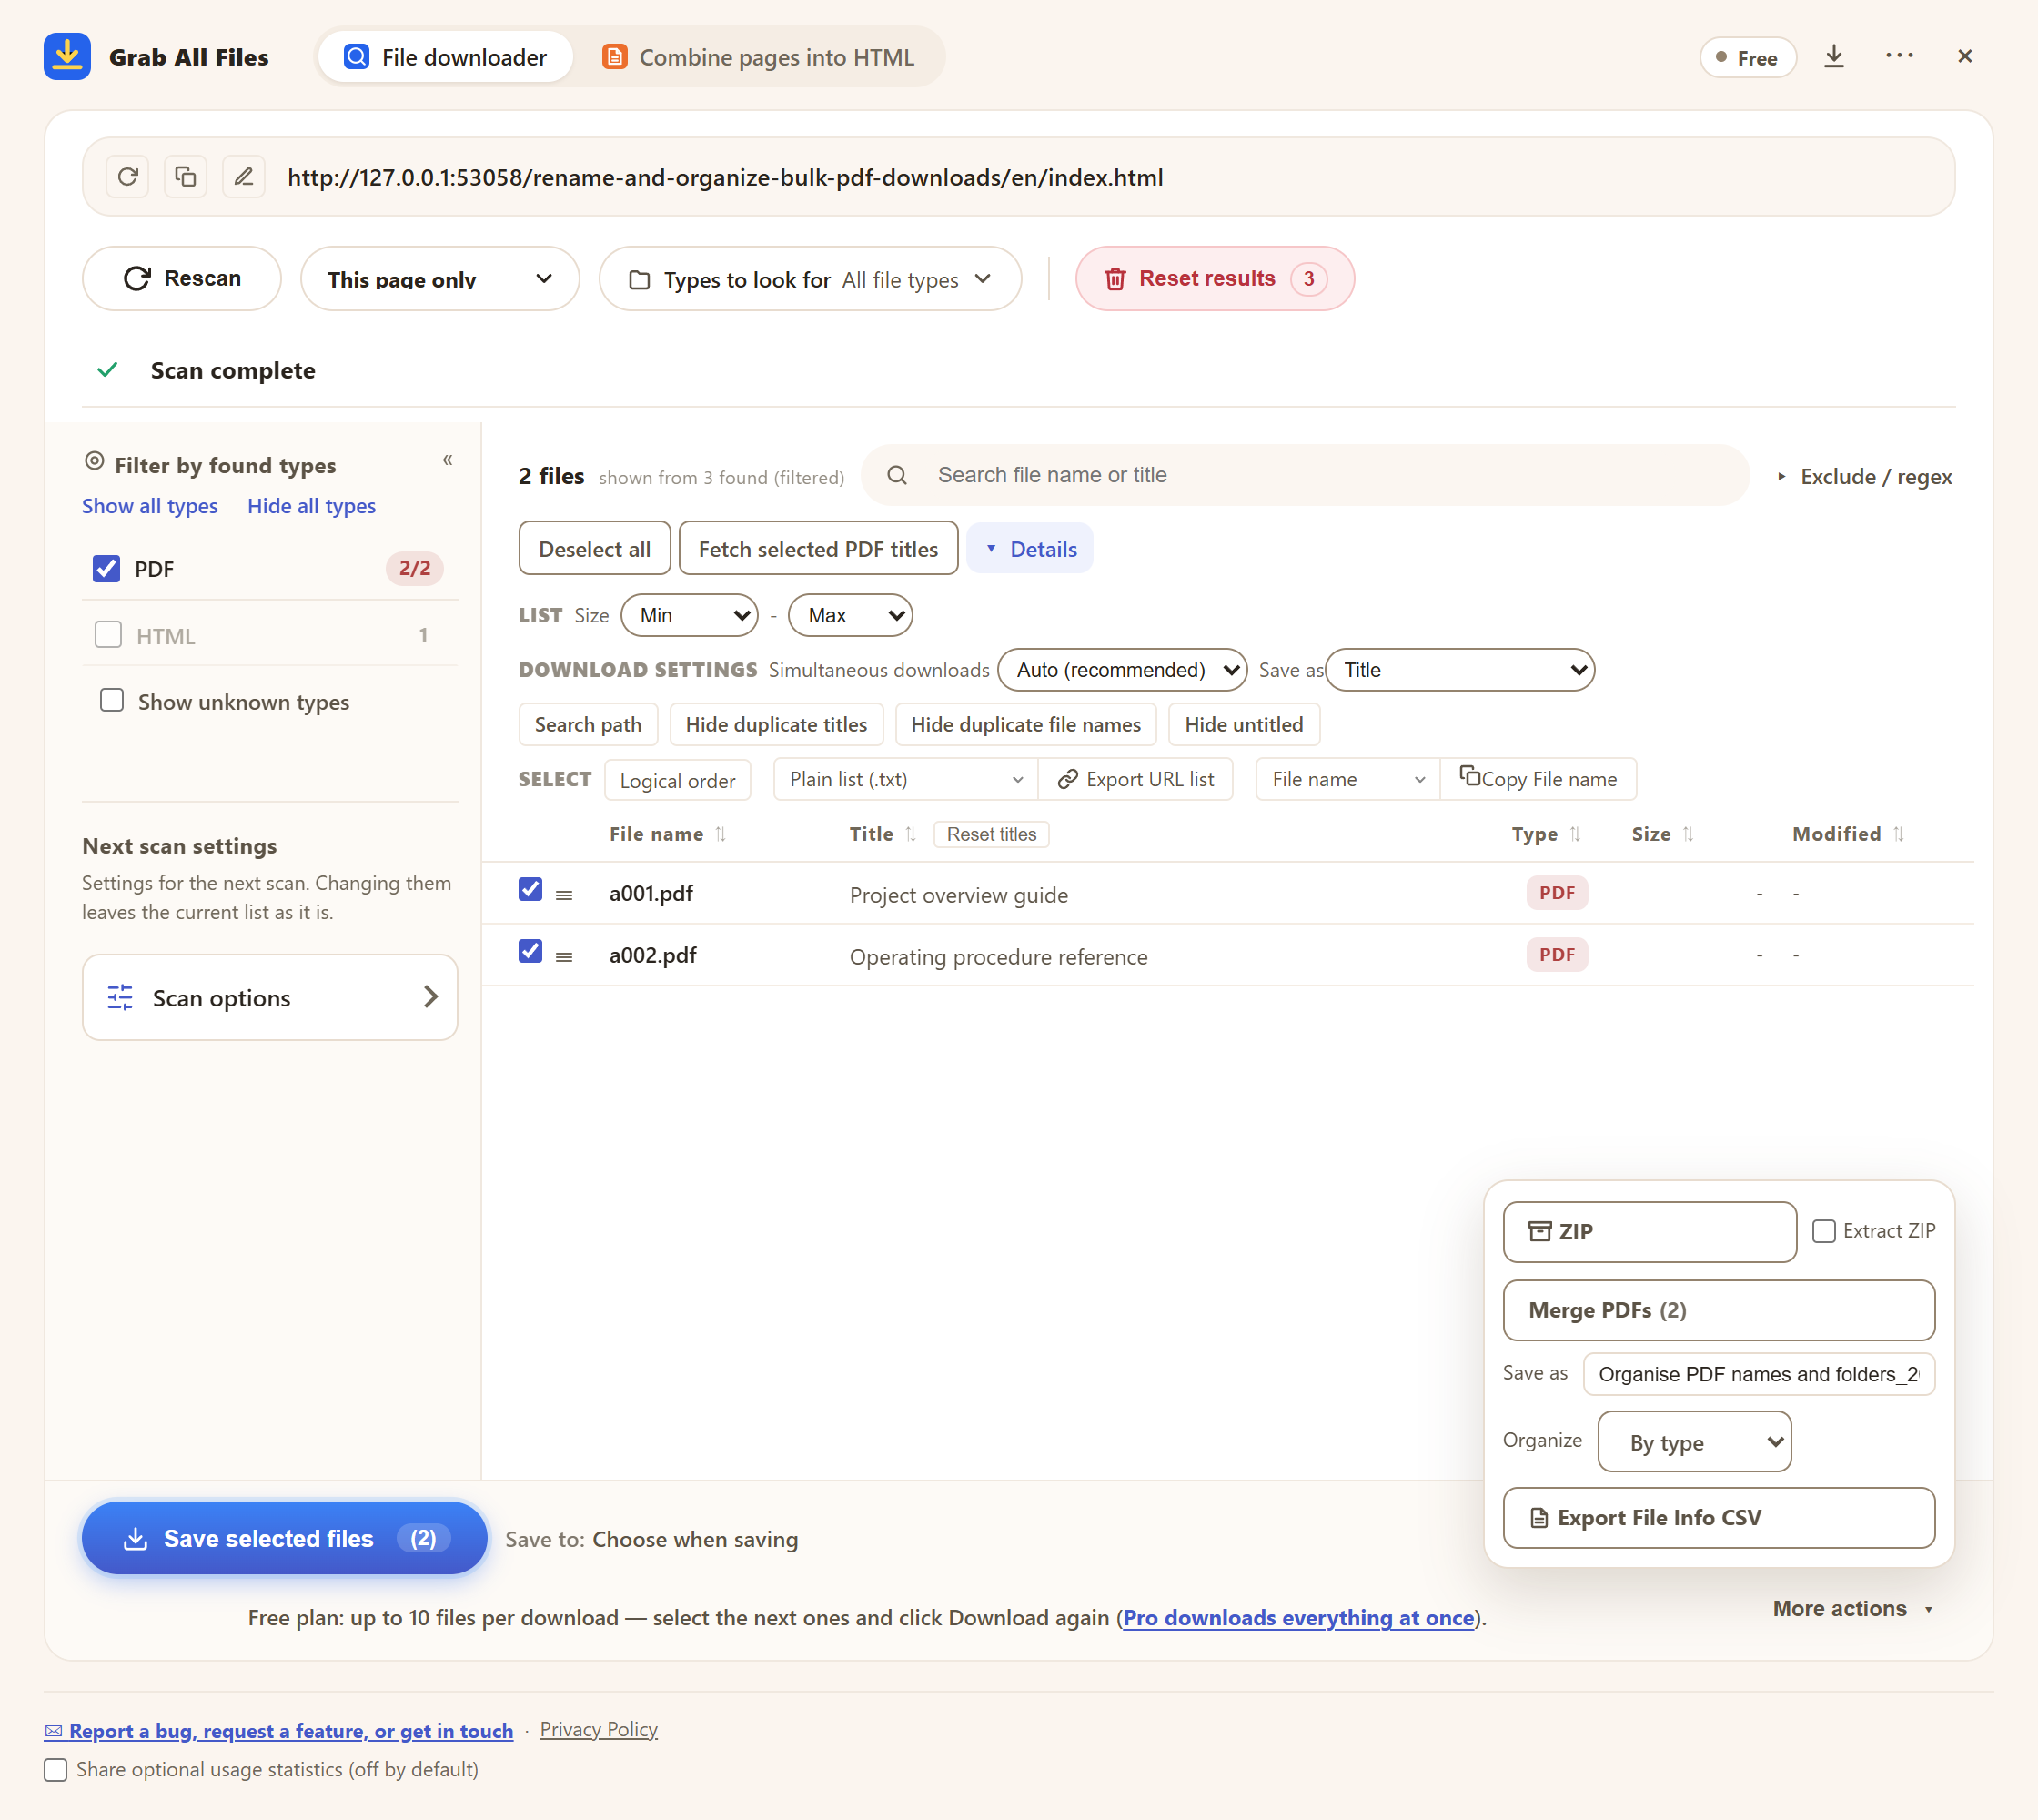 Grab All Files
File downloader
Combine pages into HTML
Free
http://127.0.0.1:53058/rename-and-organize-bulk-pdf-downloads/en/index.html
Rescan
This page only
Types to look for All file types
Reset results 3
Scan complete
Filter by found types
Show all types Hide all types
PDF 2/2
HTML 1
Show unknown types
Next scan settings
Settings for the next scan. Changing them
leaves the current list as it is.
Scan options
2 files shown from 3 found (filtered)
Search file name or title
Exclude / regex
Deselect all Fetch selected PDF titles Details
LIST Size Min - Max
DOWNLOAD SETTINGS Simultaneous downloads Auto (recommended) Save as Title
Search path Hide duplicate titles Hide duplicate file names Hide untitled
SELECT Logical order Plain list (.txt) Export URL list File name Copy File name
File name Title Reset titles Type Size Modified
a001.pdf Project overview guide PDF - -
a002.pdf Operating procedure reference PDF - -
ZIP Extract ZIP
Merge PDFs (2)
Save as Organise PDF names and folders_2
Organize By type
Export File Info CSV
Save selected files (2) Save to: Choose when saving
Free plan: up to 10 files per download — select the next ones and click Download again (Pro downloads everything at once).
More actions
Report a bug, request a feature, or get in touch · Privacy Policy
Share optional usage statistics (off by default)